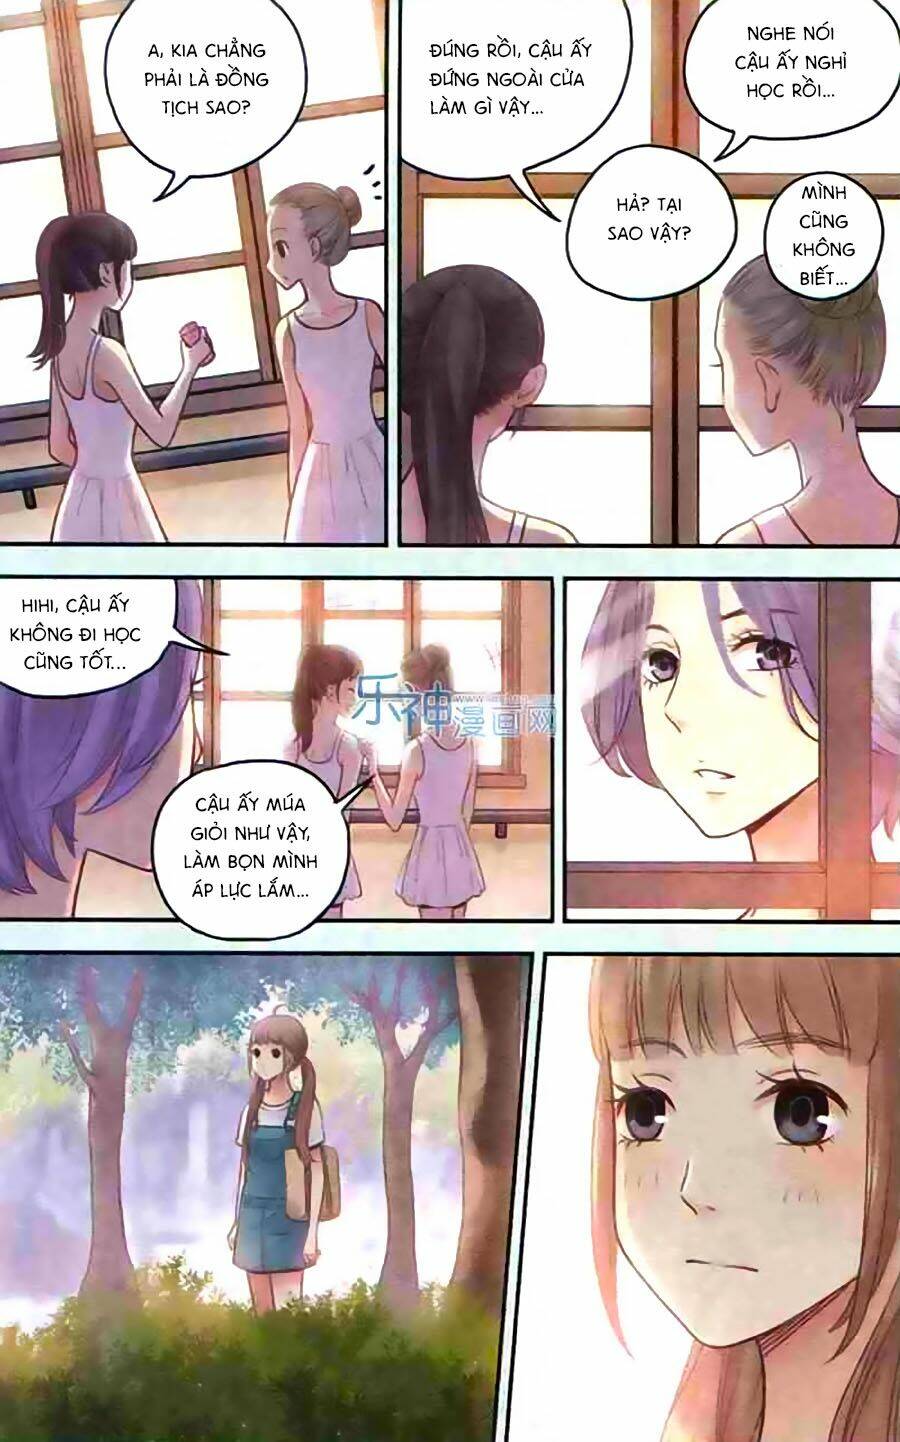 A, KIA CHẲNG
PHẢI LÀ ĐỒNG
TỊCH SAO?
ĐÚNG RỒI, CẬU ẤY
ĐỨNG NGOÀI CỬA
LÀM GÌ VẬY...
NGHE NÓI
CẬU ẤY NGHỈ
HỌC RỒI...
HẢ? TẠI
SAO VẬY?
MÌNH
CŨNG
KHÔNG
BIẾT...
HIHI, CẬU ẤY
KHÔNG ĐI HỌC
CŨNG TỐT...
乐神漫画网
CẬU ẤY MÚA
GIỎI NHƯ VẬY,
LÀM BỌN MÌNH
ÁP LỰC LẮM...